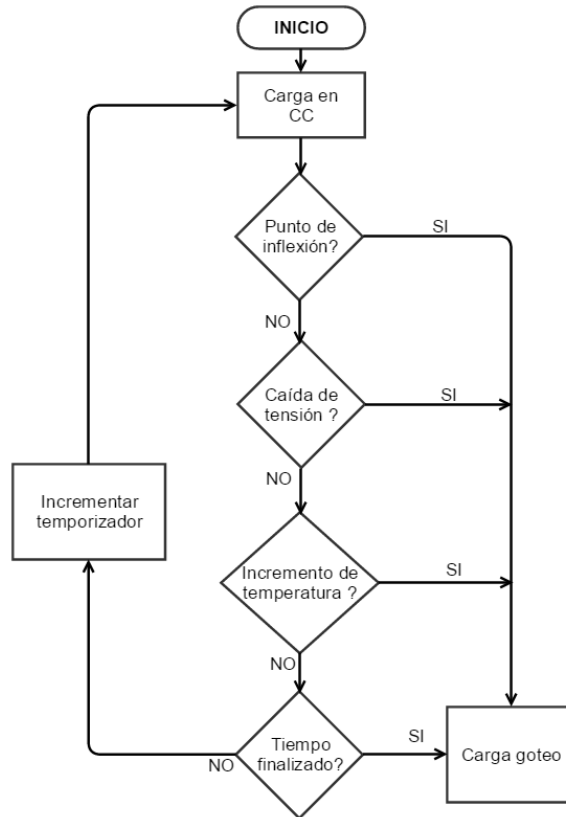 INICIO
Carga en
CC
Punto de
inflexión?
SI
NO
Caída de
tensión ?
SI
NO
Incrementar
temporizador
Incremento de
temperatura ?
SI
NO
Tiempo
finalizado?
SI
NO
Carga goteo